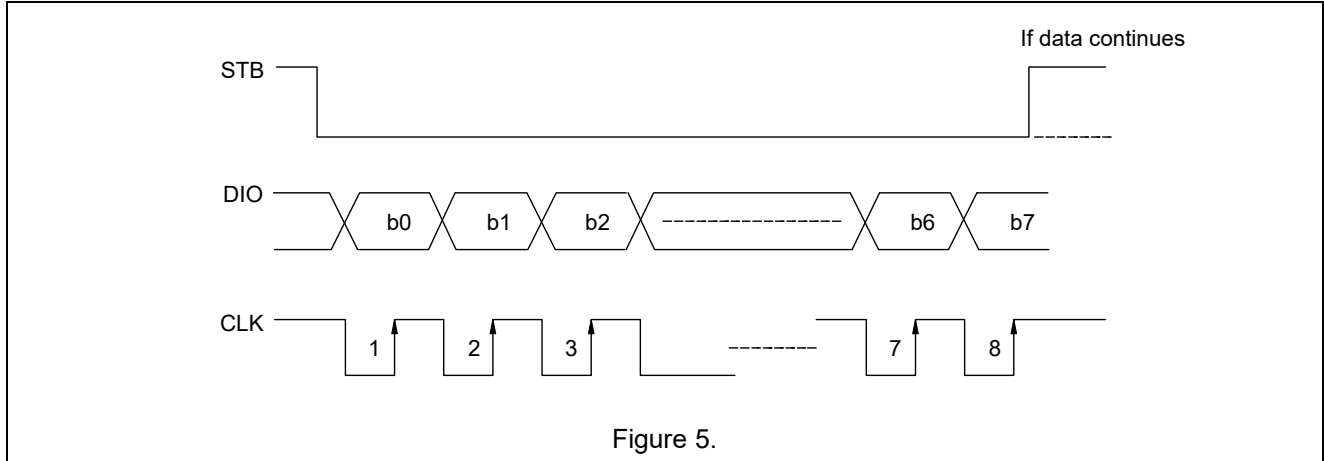 If data continues
STB
DIO b0 b1 b2 b6 b7
CLK 1 2 3 7 8
Figure 5.